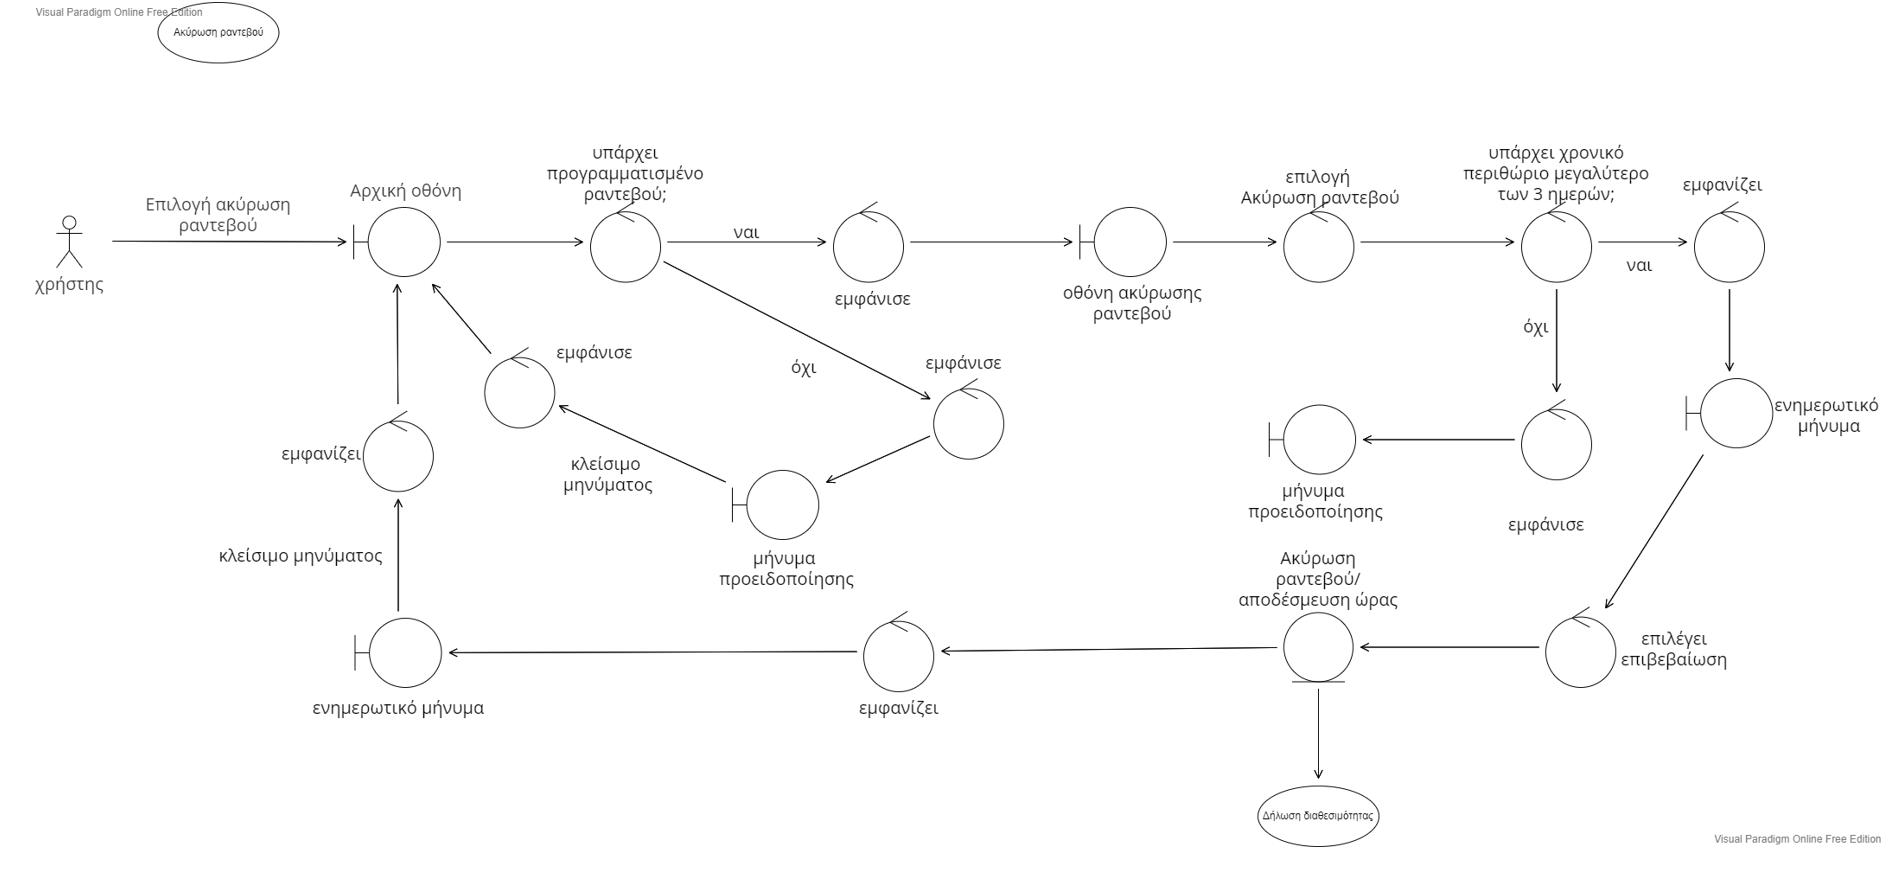 Visual Paradigm Online Free Edition
Ακύρωση ραντεβού
υπάρχει
προγραμματισμένο
ραντεβού;
υπάρχει χρονικό
περιθώριο μεγαλύτερο
των 3 ημερών;
επιλογή
Ακύρωση ραντεβού
εμφανίζει
Αρχική οθόνη
Επιλογή ακύρωση
ραντεβού
ναι
ναι
χρήστης
εμφάνισε
οθόνη ακύρωσης
ραντεβού
όχι
εμφάνισε
όχι
εμφάνισε
ενημερωτικό
μήνυμα
εμφανίζει
κλείσιμο
μηνύματος
μήνυμα
προειδοποίησης
εμφάνισε
κλείσιμο μηνύματος
μήνυμα
προειδοποίησης
Ακύρωση
ραντεβού/
αποδέσμευση ώρας
επιλέγει
επιβεβαίωση
ενημερωτικό μήνυμα
εμφανίζει
Δήλωση διαθεσιμότητας
Visual Paradigm Online Free Edition